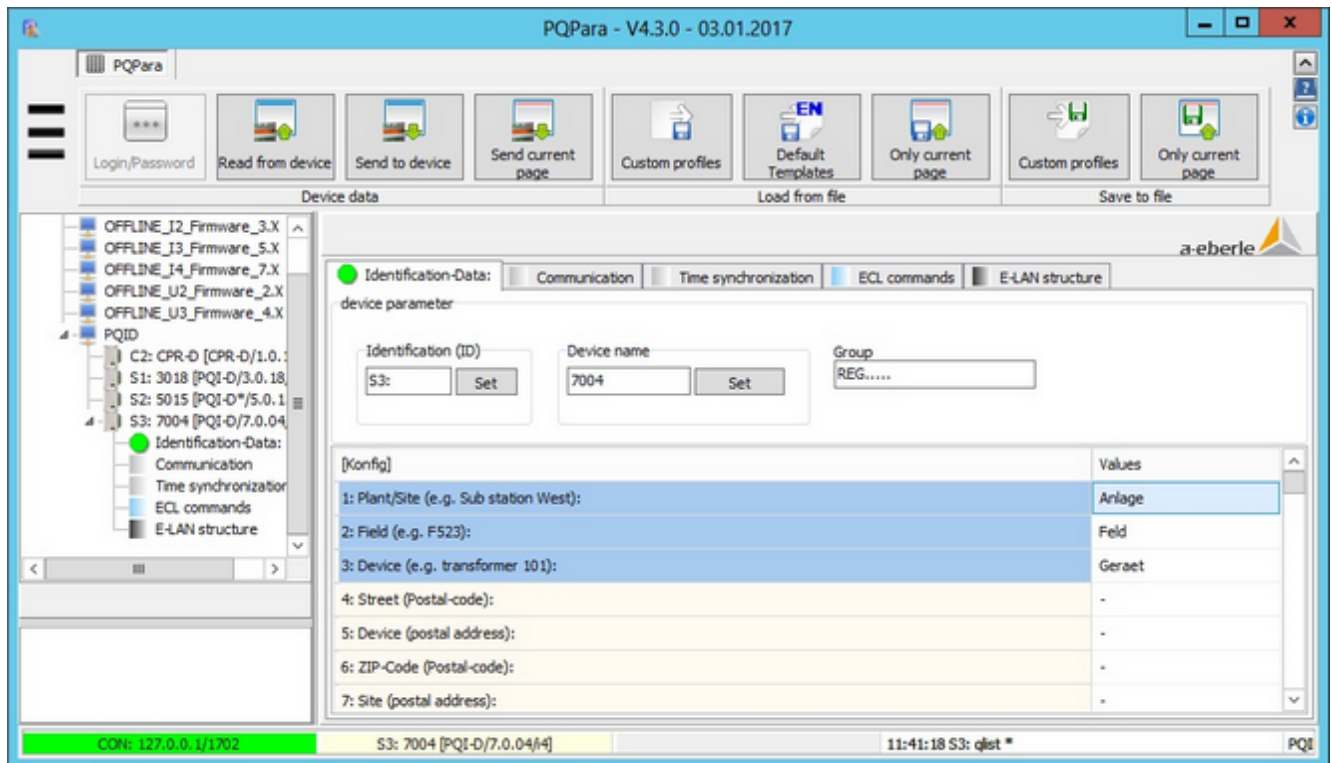 PQPara - V4.3.0 - 03.01.2017
PQPara
***
EN
Login/Password
Read from device
Send to device
Send current page
Custom profiles
Default Templates
Only current page
Custom profiles
Only current page
Device data
Load from file
Save to file
OFFLINE_I2_Firmware_3.X
OFFLINE_I3_Firmware_5.X
OFFLINE_I4_Firmware_7.X
OFFLINE_U2_Firmware_2.X
OFFLINE_U3_Firmware_4.X
PQID
C2: CPR-D [CPR-D/1.0.
S1: 3018 [PQI-D/3.0.18,
S2: 5015 [PQI-D*/5.0.1
S3: 7004 [PQI-D/7.0.04,
Identification-Data:
Communication
Time synchronization
ECL commands
E-LAN structure
a-eberle
Identification-Data:
Communication
Time synchronization
ECL commands
E-LAN structure
device parameter
Identification (ID)
Device name
Group
S3:
Set
7004
Set
REG.....
[Konfig]
Values
1: Plant/Site (e.g. Sub station West):
Anlage
2: Field (e.g. F523):
Feld
3: Device (e.g. transformer 101):
Geraet
4: Street (Postal-code):
-
5: Device (postal address):
-
6: ZIP-Code (Postal-code):
-
7: Site (postal address):
-
CON: 127.0.0.1/1702
S3: 7004 [PQI-D/7.0.04/i4]
11:41:18 S3: qlist *
PQI